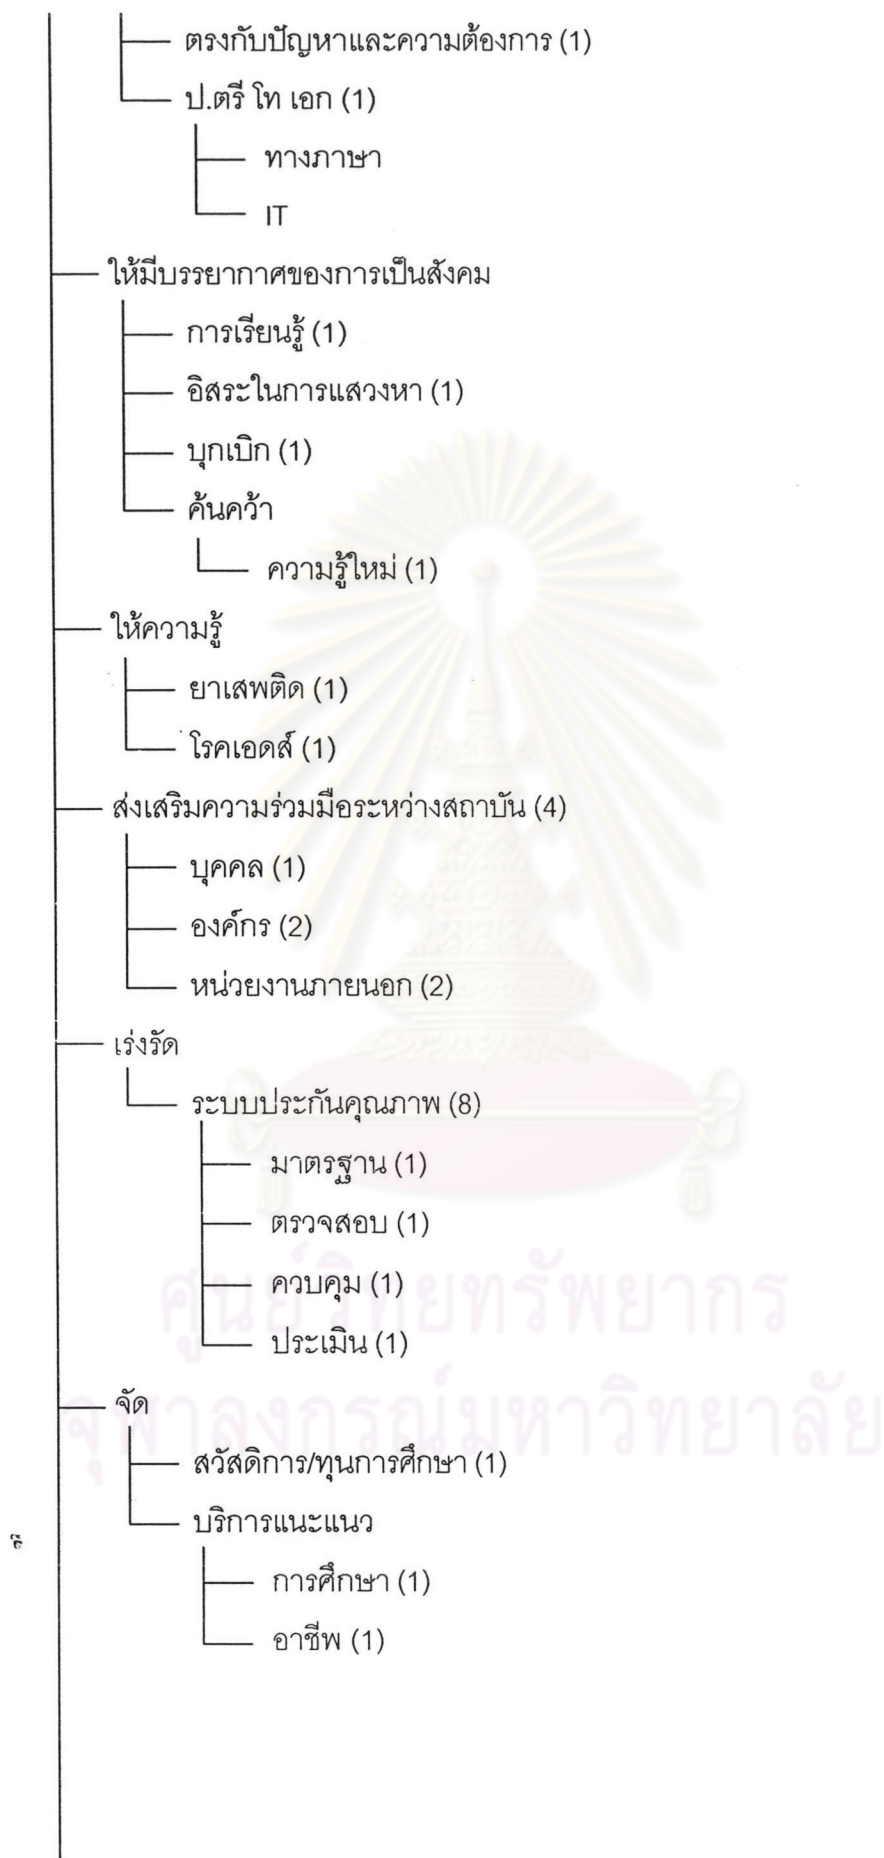 ตรงกับปัญหาและความต้องการ (1)
ป.ตรี โท เอก (1)
ทางภาษา
IT
ให้มีบรรยากาศของการเป็นสังคม
การเรียนรู้ (1)
อิสระในการแสวงหา (1)
บุกเบิก (1)
ค้นคว้า
ความรู้ใหม่ (1)
ให้ความรู้
ยาเสพติด (1)
โรคเอดส์ (1)
ส่งเสริมความร่วมมือระหว่างสถาบัน (4)
บุคคล (1)
องค์กร (2)
หน่วยงานภายนอก (2)
เร่งรัด
ระบบประกันคุณภาพ (8)
มาตรฐาน (1)
ตรวจสอบ (1)
ควบคุม (1)
ประเมิน (1)
ศูนย์วิทยทรัพยากร
จุฬาลงกรณ์มหาวิทยาลัย
จัด
สวัสดิการ/ทุนการศึกษา (1)
บริการแนะแนว
การศึกษา (1)
อาชีพ (1)